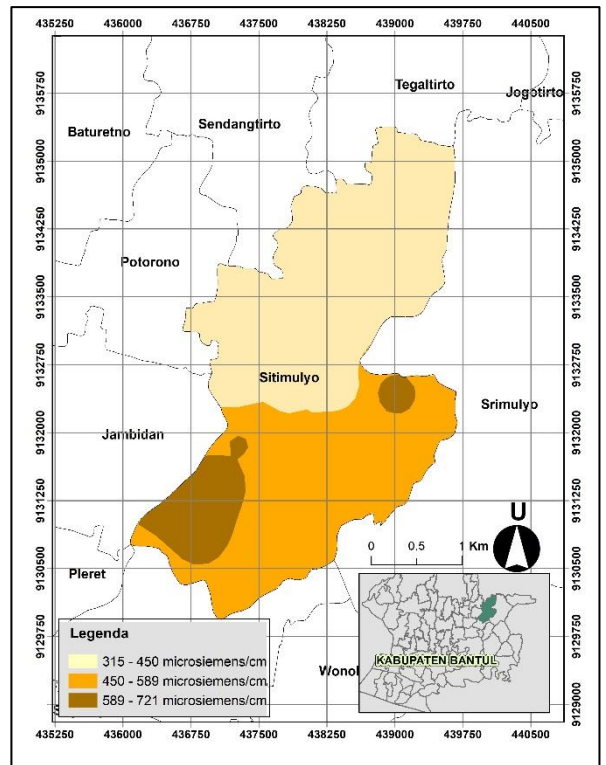 435250 436000 436750 437500 438250 439000 439750 440500
9135750
9135000
9134250
9133500
9132750
9132000
9131250
9130500
9129750
9129000
Tegaltirto
Jogotirto
Sendangtirto
Baturetno
Potorono
Sitimulyo
Srimulyo
Jambidan
U
0 0.5 1 Km
Pleret
Legenda
315 - 450 microsiemens/cm
450 - 589 microsiemens/cm
589 - 721 microsiemens/cm
Wonol
KABUPATEN BANTUL
9135750
9135000
9134250
9133500
9132750
9132000
9131250
9130500
9129750
9129000
435250 436000 436750 437500 438250 439000 439750 440500